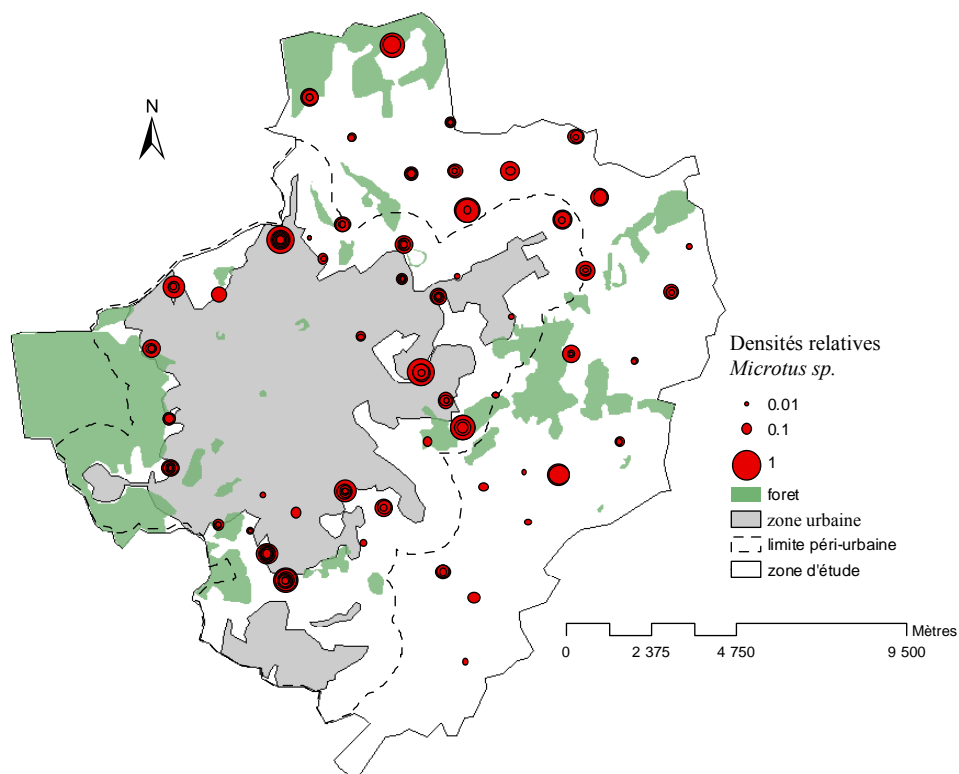 N
Densités relatives
Microtus sp.
0.01
0.1
1
foret
zone urbaine
limite péri-urbaine
zone d'étude
Mètres
0 2 375 4 750 9 500